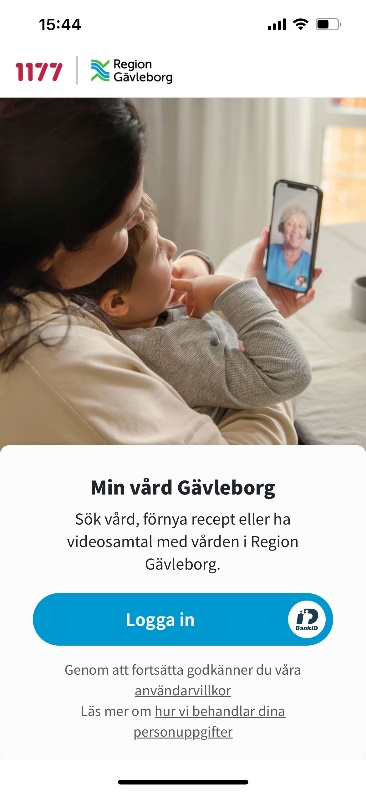 15:44
1177
Region
Gävleborg
Min vård Gävleborg
Sök vård, förnya recept eller ha
videosamtal med vården i Region
Gävleborg.
Logga in
BankID
Genom att fortsätta godkänner du våra
användarvillkor
Läs mer om hur vi behandlar dina
personuppgifter